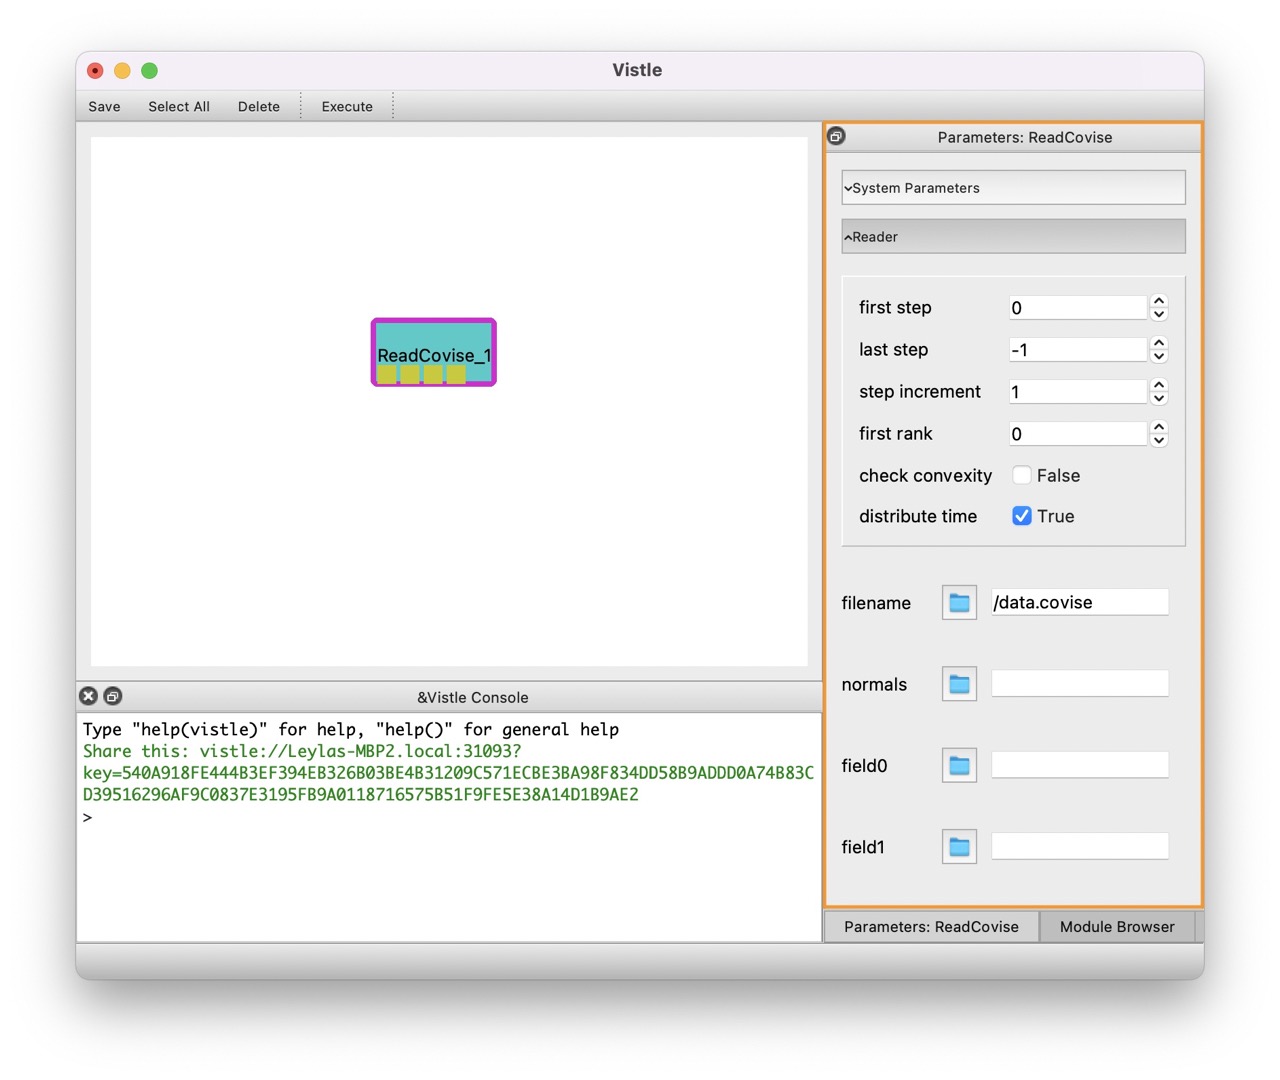 Vistle
Save Select All Delete Execute
ReadCovise_1
&Vistle Console
Type "help(vistle)" for help, "help()" for general help
Share this: vistle://Leylas-MBP2.local:31093?
key=540A918FE444B3EF394EB326B03BE4B31209C571ECBE3BA98F834DD58B9ADDD0A74B83C
D39516296AF9C0837E3195FB9A0118716575B51F9FE5E38A14D1B9AE2
>
Parameters: ReadCovise
System Parameters
Reader
first step 0
last step -1
step increment 1
first rank 0
check convexity False
distribute time True
filename /data.covise
normals
field0
field1
Parameters: ReadCovise Module Browser